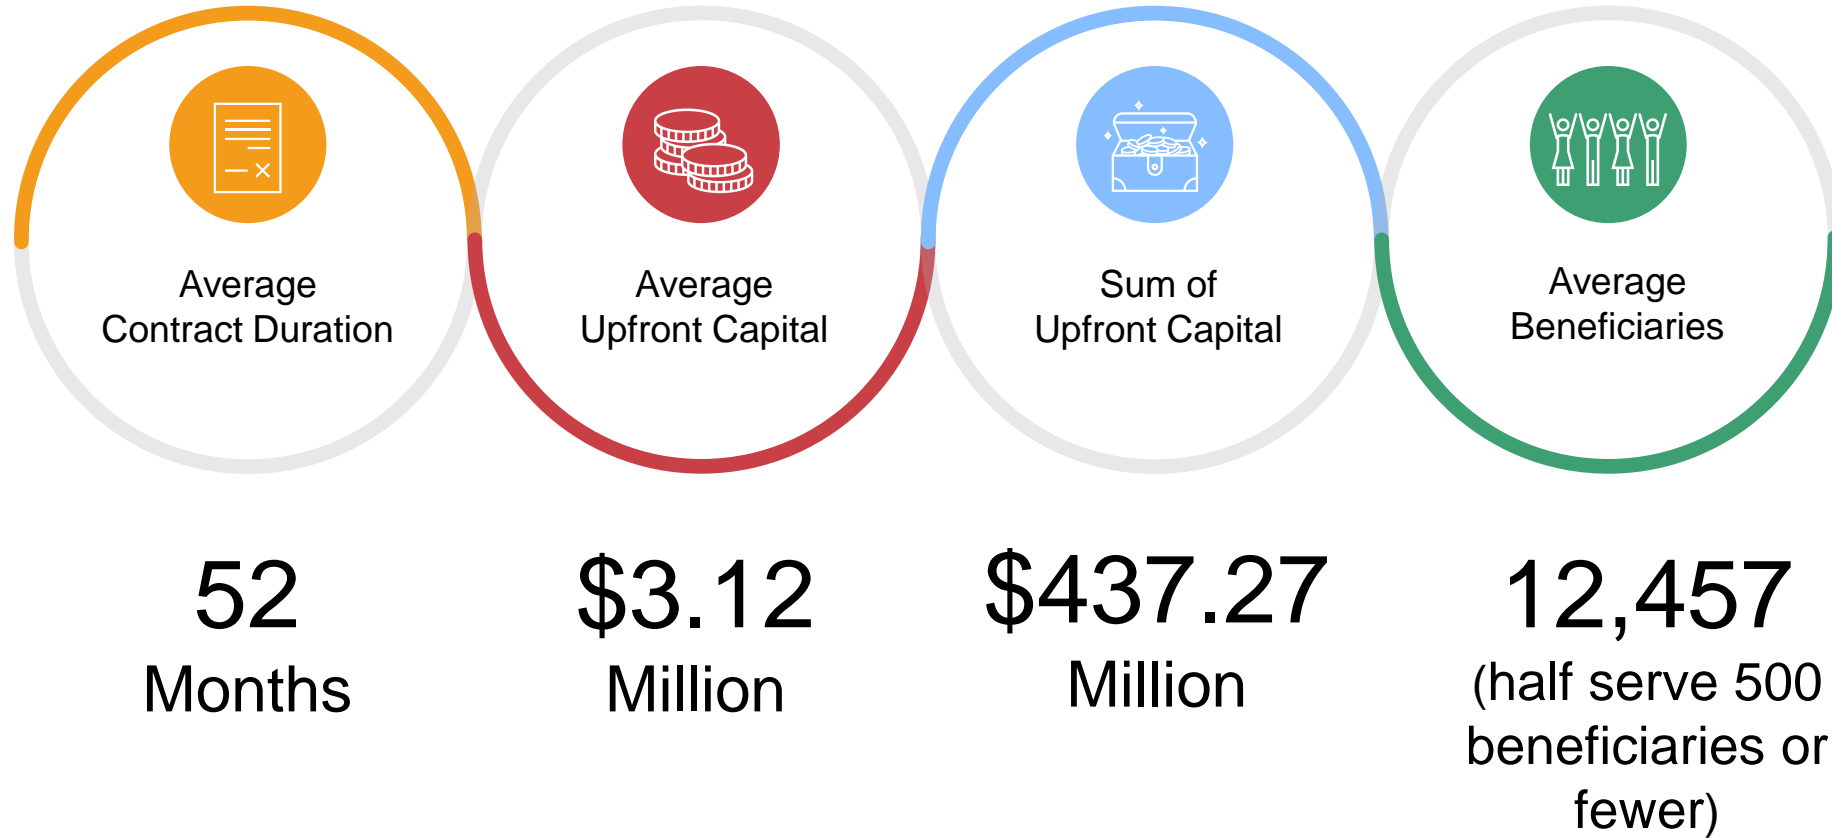 Average
Contract Duration
52
Months
Average
Upfront Capital
$3.12
Million
Sum of
Upfront Capital
$437.27
Million
Average
Beneficiaries
12,457
(half serve 500
beneficiaries or
fewer)